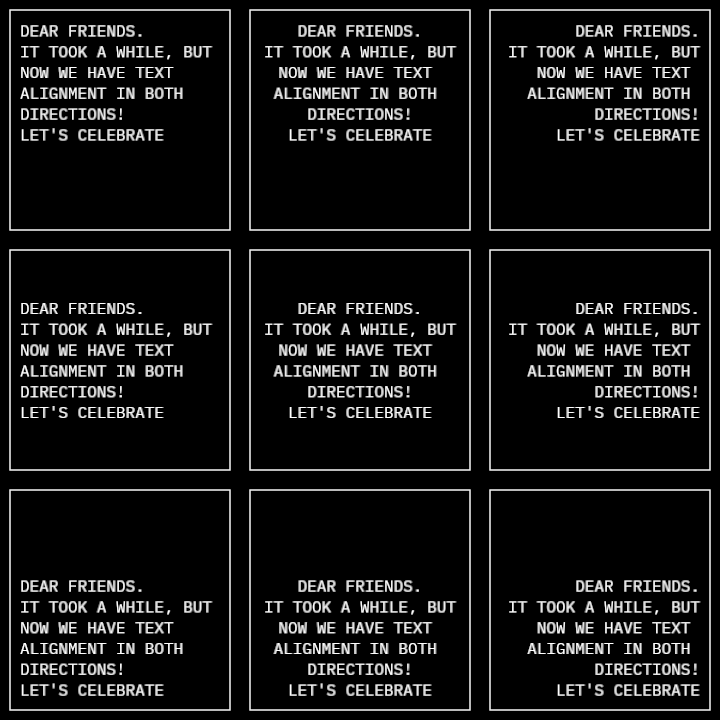 DEAR FRIENDS.
IT TOOK A WHILE, BUT
NOW WE HAVE TEXT
ALIGNMENT IN BOTH
DIRECTIONS!
LET'S CELEBRATE
DEAR FRIENDS.
IT TOOK A WHILE, BUT
NOW WE HAVE TEXT
ALIGNMENT IN BOTH
DIRECTIONS!
LET'S CELEBRATE
DEAR FRIENDS.
IT TOOK A WHILE, BUT
NOW WE HAVE TEXT
ALIGNMENT IN BOTH
DIRECTIONS!
LET'S CELEBRATE
DEAR FRIENDS.
IT TOOK A WHILE, BUT
NOW WE HAVE TEXT
ALIGNMENT IN BOTH
DIRECTIONS!
LET'S CELEBRATE
DEAR FRIENDS.
IT TOOK A WHILE, BUT
NOW WE HAVE TEXT
ALIGNMENT IN BOTH
DIRECTIONS!
LET'S CELEBRATE
DEAR FRIENDS.
IT TOOK A WHILE, BUT
NOW WE HAVE TEXT
ALIGNMENT IN BOTH
DIRECTIONS!
LET'S CELEBRATE
DEAR FRIENDS.
IT TOOK A WHILE, BUT
NOW WE HAVE TEXT
ALIGNMENT IN BOTH
DIRECTIONS!
LET'S CELEBRATE
DEAR FRIENDS.
IT TOOK A WHILE, BUT
NOW WE HAVE TEXT
ALIGNMENT IN BOTH
DIRECTIONS!
LET'S CELEBRATE
DEAR FRIENDS.
IT TOOK A WHILE, BUT
NOW WE HAVE TEXT
ALIGNMENT IN BOTH
DIRECTIONS!
LET'S CELEBRATE